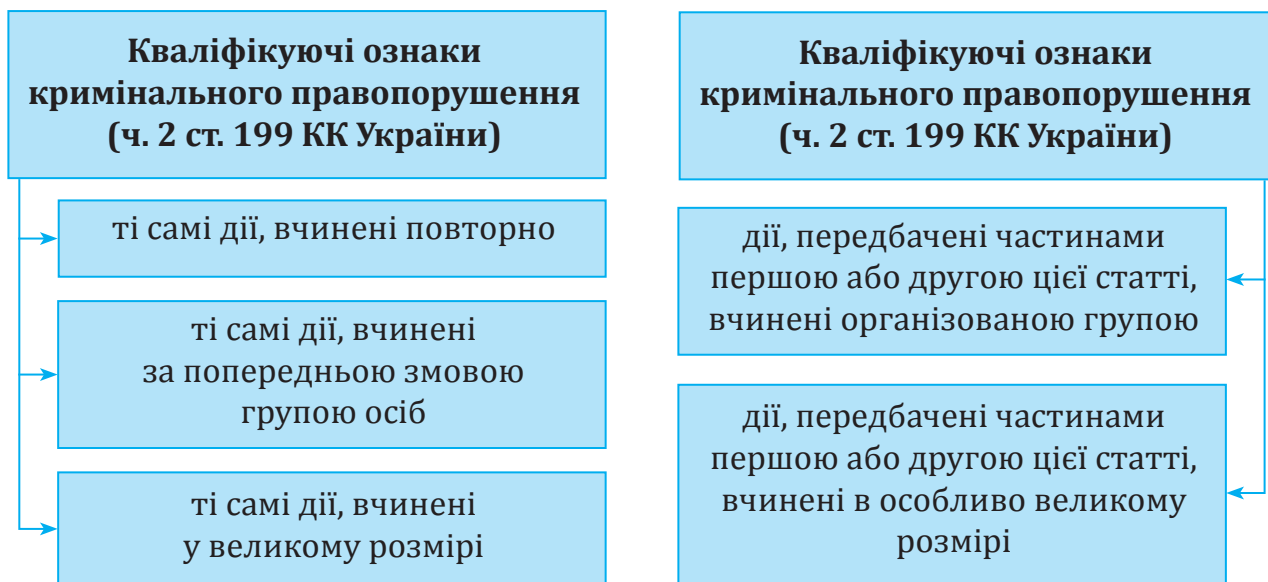 Кваліфікуючі ознаки
кримінального правопорушення
(ч. 2 ст. 199 КК України)
ті самі дії, вчинені повторно
ті самі дії, вчинені
за попередньою змовою
групою осіб
ті самі дії, вчинені
у великому розмірі
Кваліфікуючі ознаки
кримінального правопорушення
(ч. 2 ст. 199 КК України)
дії, передбачені частинами
першою або другою цієї статті,
вчинені організованою групою
дії, передбачені частинами
першою або другою цієї статті,
вчинені в особливо великому
розмірі